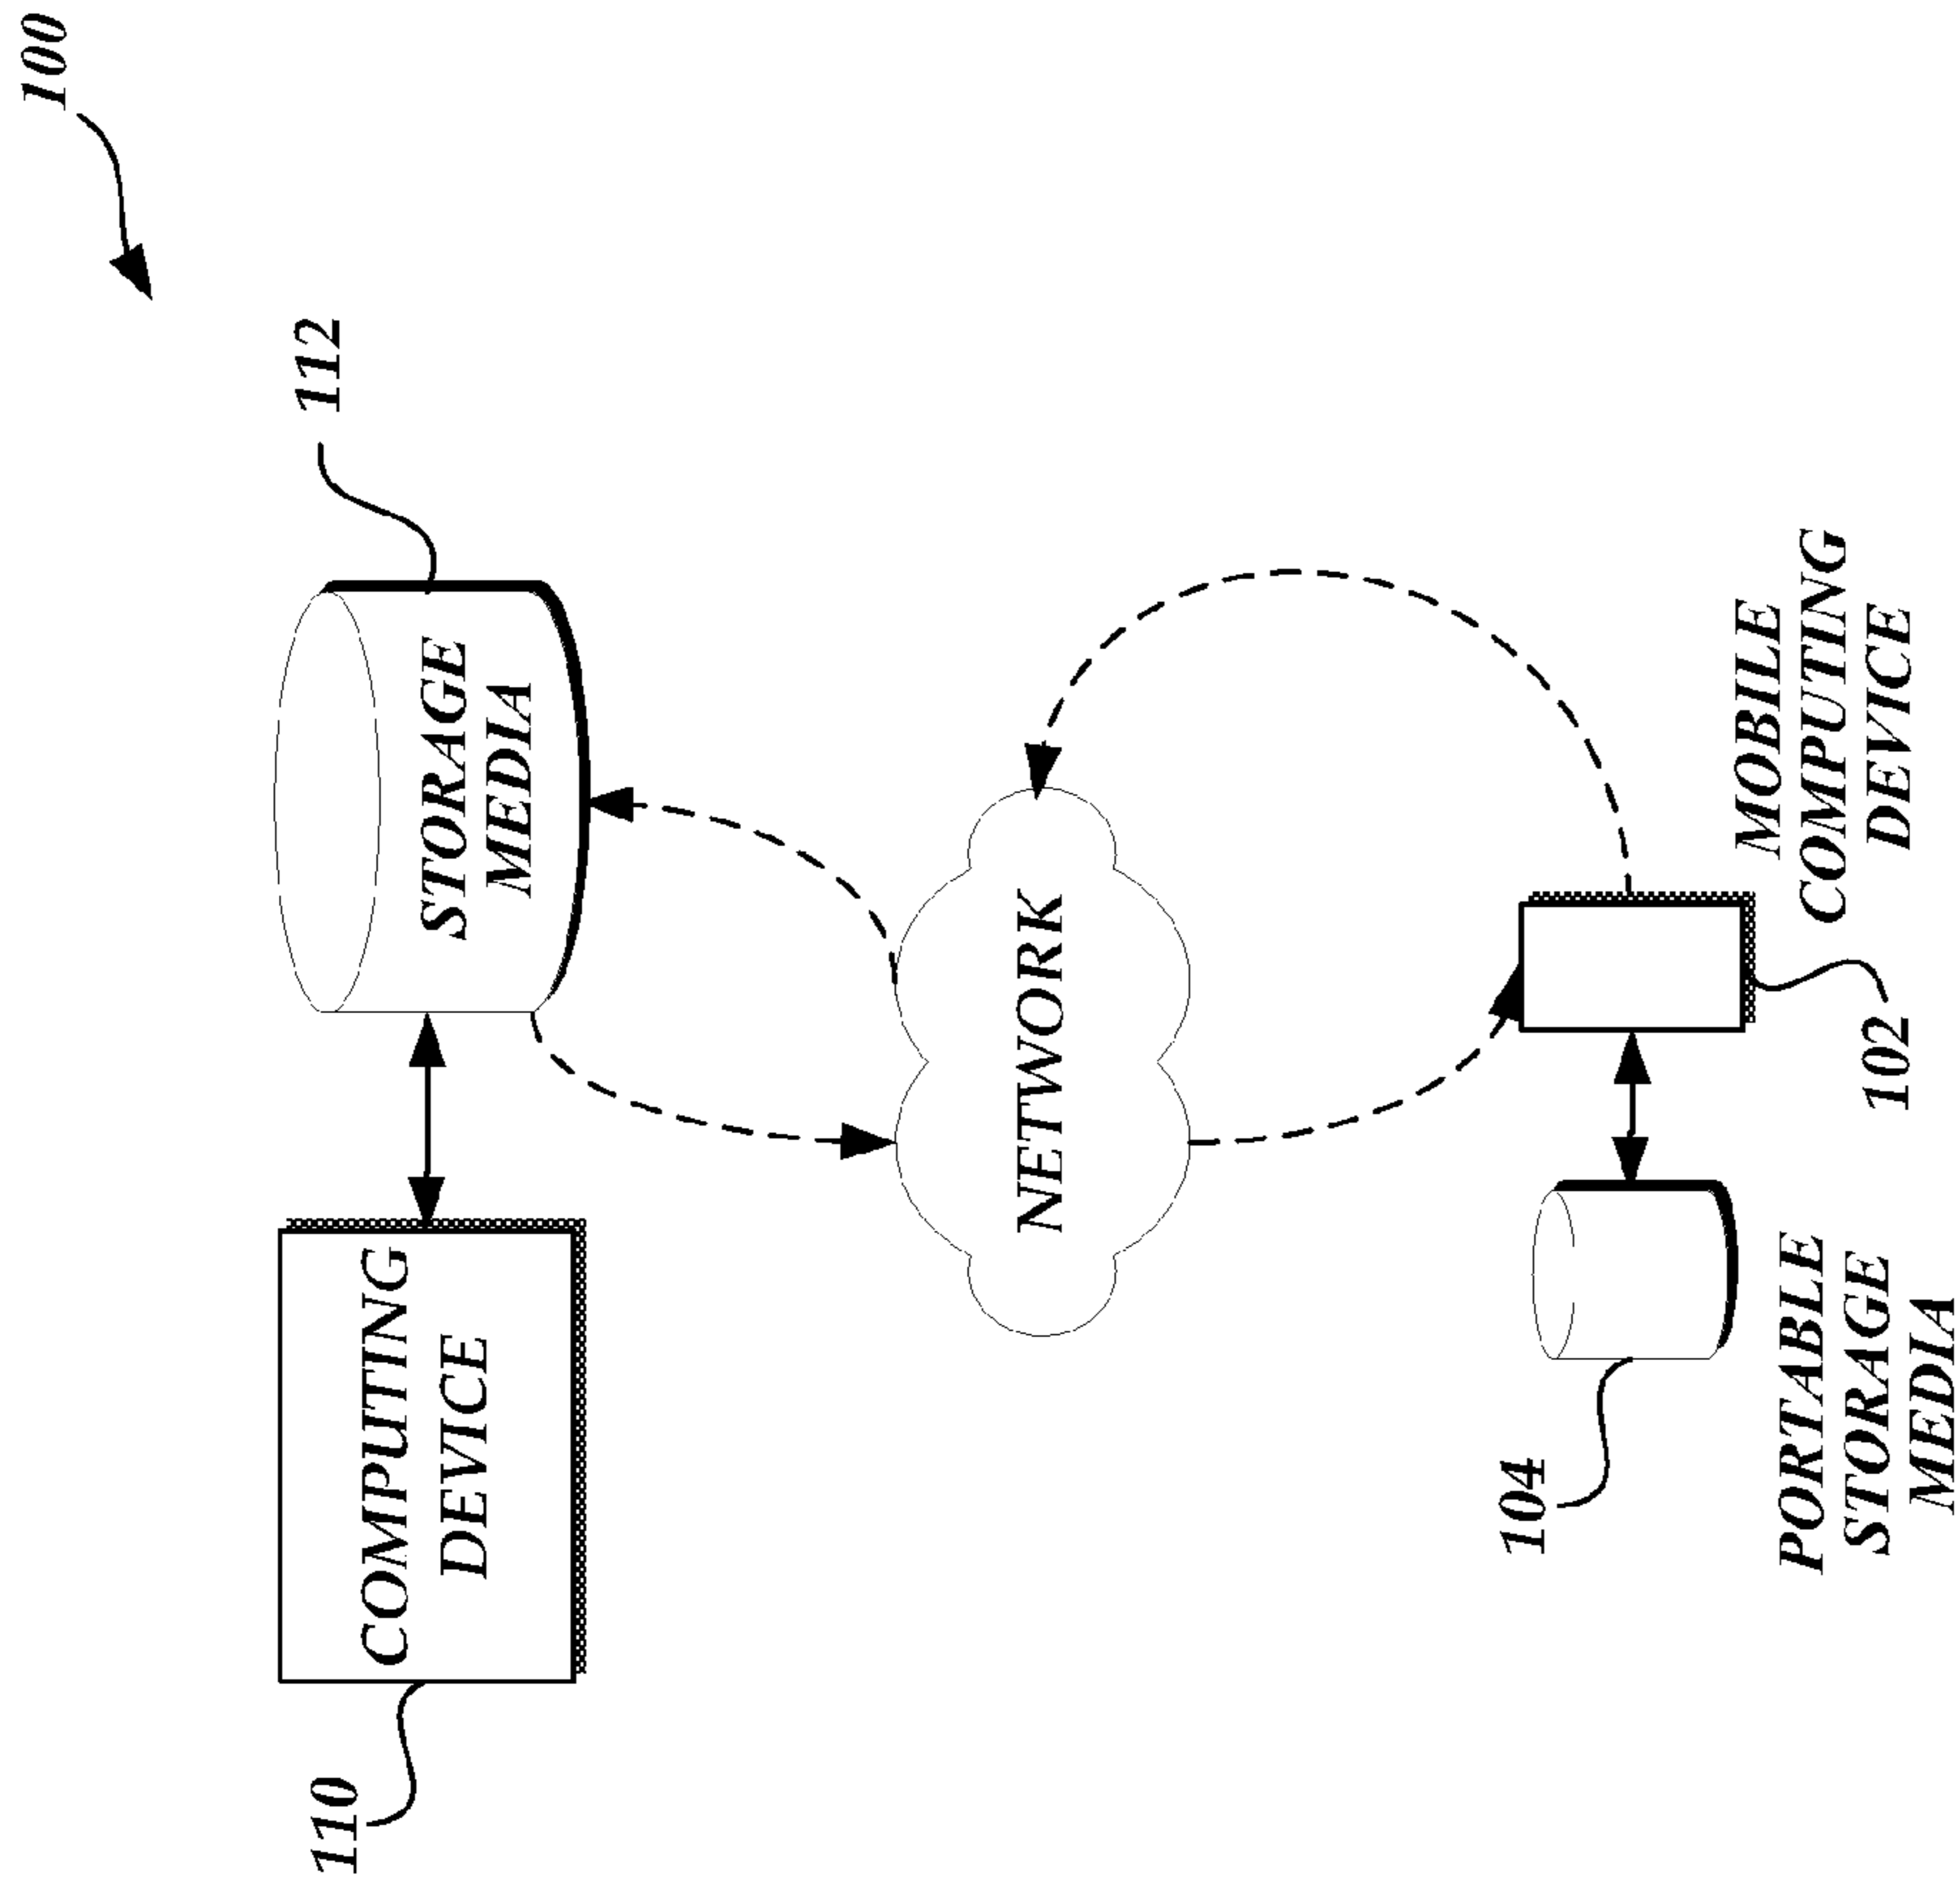 100
112
STORAGE
MEDIA
COMPUTING
DEVICE
110
NETWORK
MOBILE
COMPUTING
DEVICE
102
104
PORTABLE
STORAGE
MEDIA